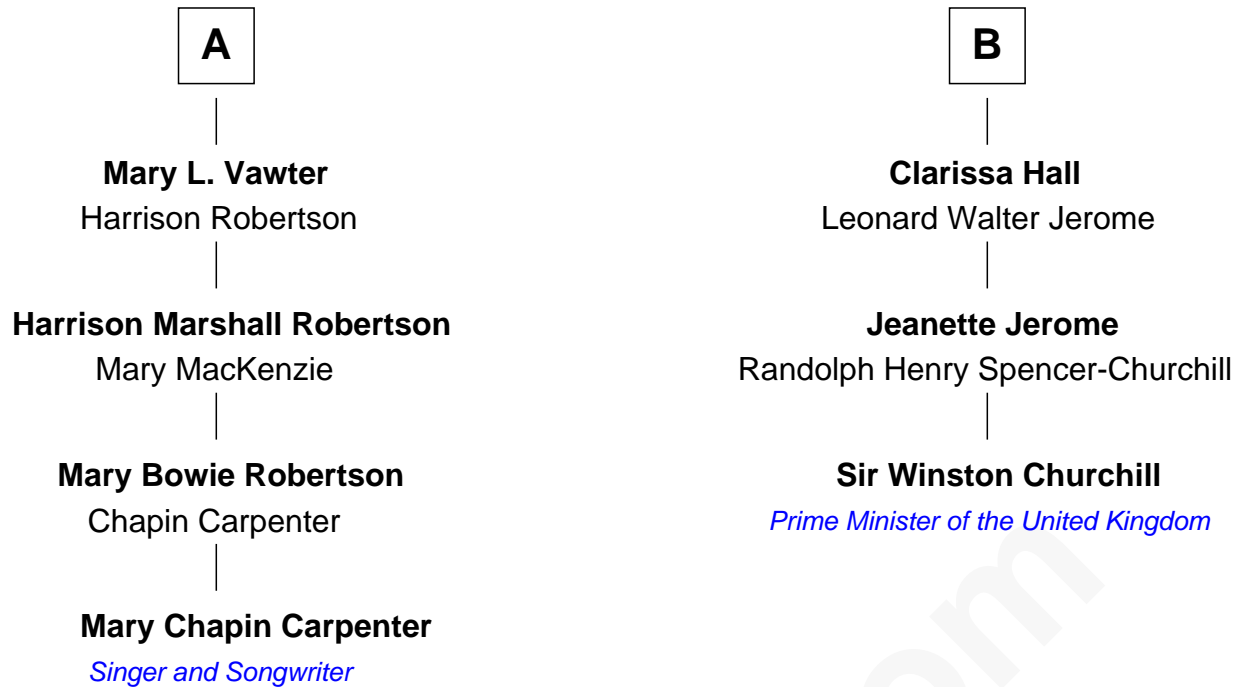 A
Mary L. Vawter
Harrison Robertson
Harrison Marshall Robertson
Mary MacKenzie
Mary Bowie Robertson
Chapin Carpenter
Mary Chapin Carpenter
Singer and Songwriter
B
Clarissa Hall
Leonard Walter Jerome
Jeanette Jerome
Randolph Henry Spencer-Churchill
Sir Winston Churchill
Prime Minister of the United Kingdom
om